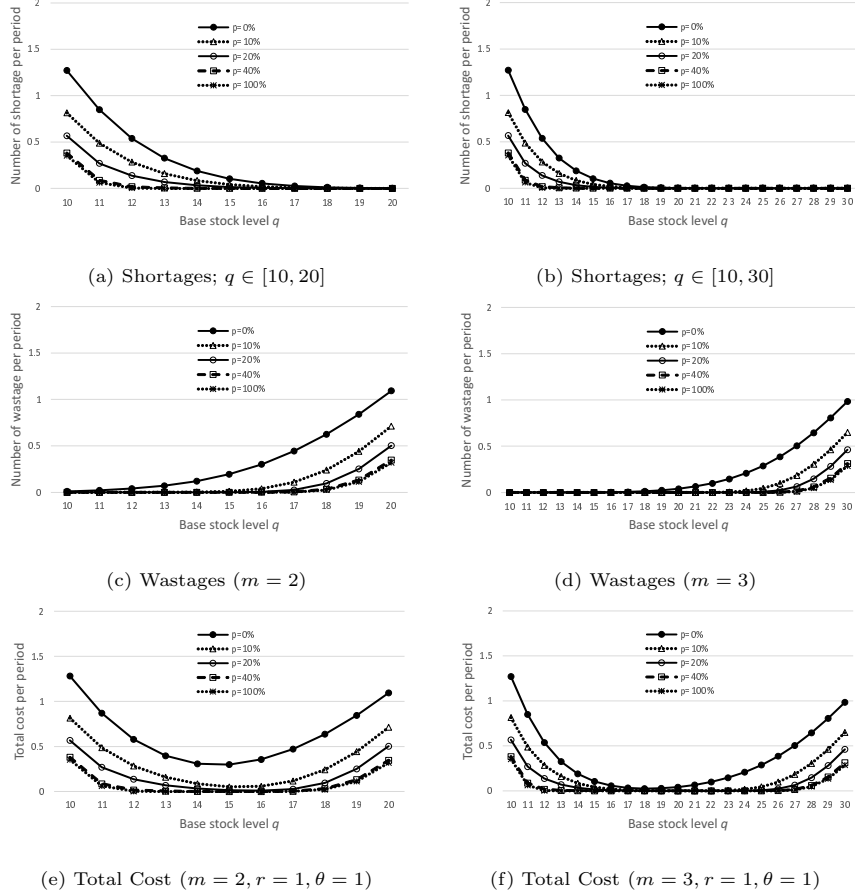 2
1.5
1
0.5
0
Number of shortage per period
p=0%
p=10%
p=20%
p=40%
p=100%
10 11 12 13 14 15 16 17 18 19 20
Base stock level q
(a) Shortages; q ∈ [10, 20]
2
1.5
1
0.5
0
Number of shortage per period
p=0%
p=10%
p=20%
p=40%
p=100%
10 11 12 13 14 15 16 17 18 19 20 21 22 23 24 25 26 27 28 29 30
Base stock level q
(b) Shortages; q ∈ [10, 30]
2
1.5
1
0.5
0
Number of wastage per period
p=0%
p=10%
p=20%
p=40%
p=100%
10 11 12 13 14 15 16 17 18 19 20
Base stock level q
(c) Wastages (m = 2)
2
1.5
1
0.5
0
Number of wastage per period
p=0%
p=10%
p=20%
p=40%
p=100%
10 11 12 13 14 15 16 17 18 19 20 21 22 23 24 25 26 27 28 29 30
Base stock level q
(d) Wastages (m = 3)
2
1.5
1
0.5
0
Total cost per period
p=0%
p=10%
p=20%
p=40%
p=100%
10 11 12 13 14 15 16 17 18 19 20
Base stock level q
(e) Total Cost (m = 2, r = 1, θ = 1)
2
1.5
1
0.5
0
Total cost per period
p=0%
p=10%
p=20%
p=40%
p=100%
10 11 12 13 14 15 16 17 18 19 20 21 22 23 24 25 26 27 28 29 30
Base stock level q
(f) Total Cost (m = 3, r = 1, θ = 1)